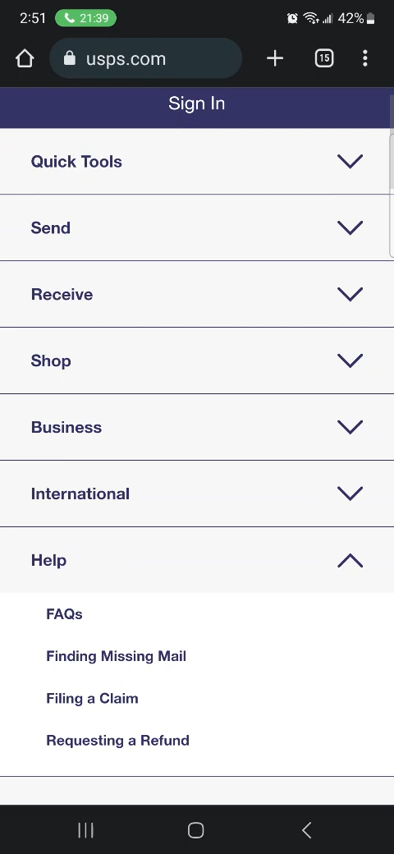 2:51 21:39 42%
usps.com 15
Sign In
Quick Tools
Send
Receive
Shop
Business
International
Help
FAQs
Finding Missing Mail
Filing a Claim
Requesting a Refund